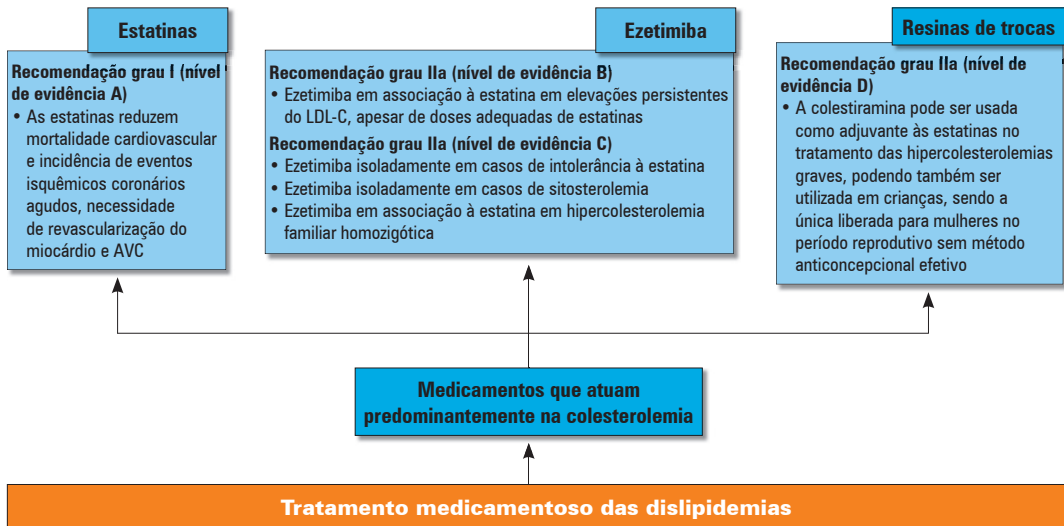 Estatinas
Recomendação grau I (nível
de evidência A)
• As estatinas reduzem
mortalidade cardiovascular
e incidência de eventos
isquêmicos coronários
agudos, necessidade
de revascularização do
miocárdio e AVC
Ezetimiba
Recomendação grau IIa (nível de evidência B)
• Ezetimiba em associação à estatina em elevações persistentes
do LDL-C, apesar de doses adequadas de estatinas
Recomendação grau IIa (nível de evidência C)
• Ezetimiba isoladamente em casos de intolerância à estatina
• Ezetimiba isoladamente em casos de sitosterolemia
• Ezetimiba em associação à estatina em hipercolesterolemia
familiar homozigótica
Resinas de trocas
Recomendação grau IIa (nível de
evidência D)
• A colestiramina pode ser usada
como adjuvante às estatinas no
tratamento das hipercolesterolemias
graves, podendo também ser
utilizada em crianças, sendo a
única liberada para mulheres no
período reprodutivo sem método
anticoncepcional efetivo
Medicamentos que atuam
predominantemente na colesterolemia
Tratamento medicamentoso das dislipidemias